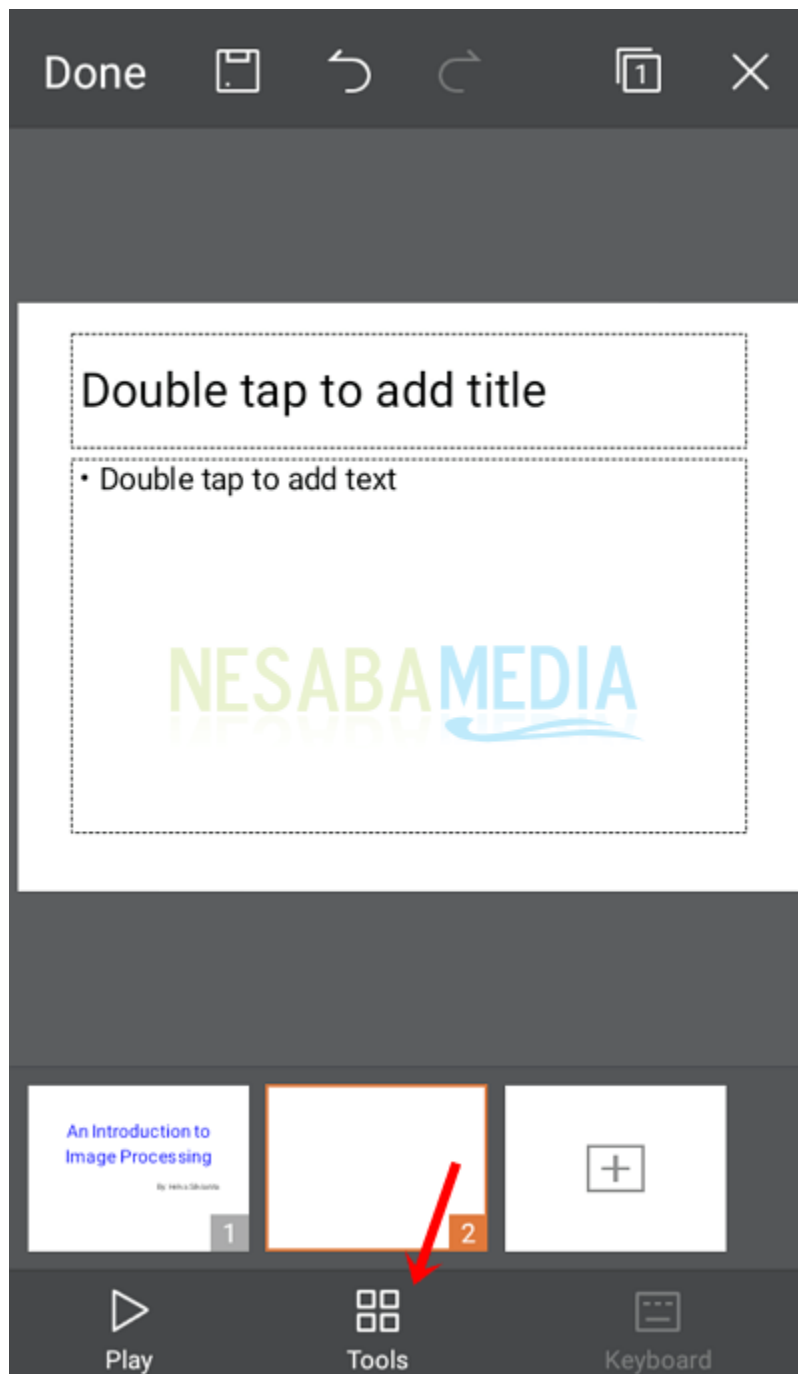 Done
1
Double tap to add title
• Double tap to add text
NESABAMEDIA
An Introduction to
Image Processing
By:
1
2
Play
Tools
Keyboard